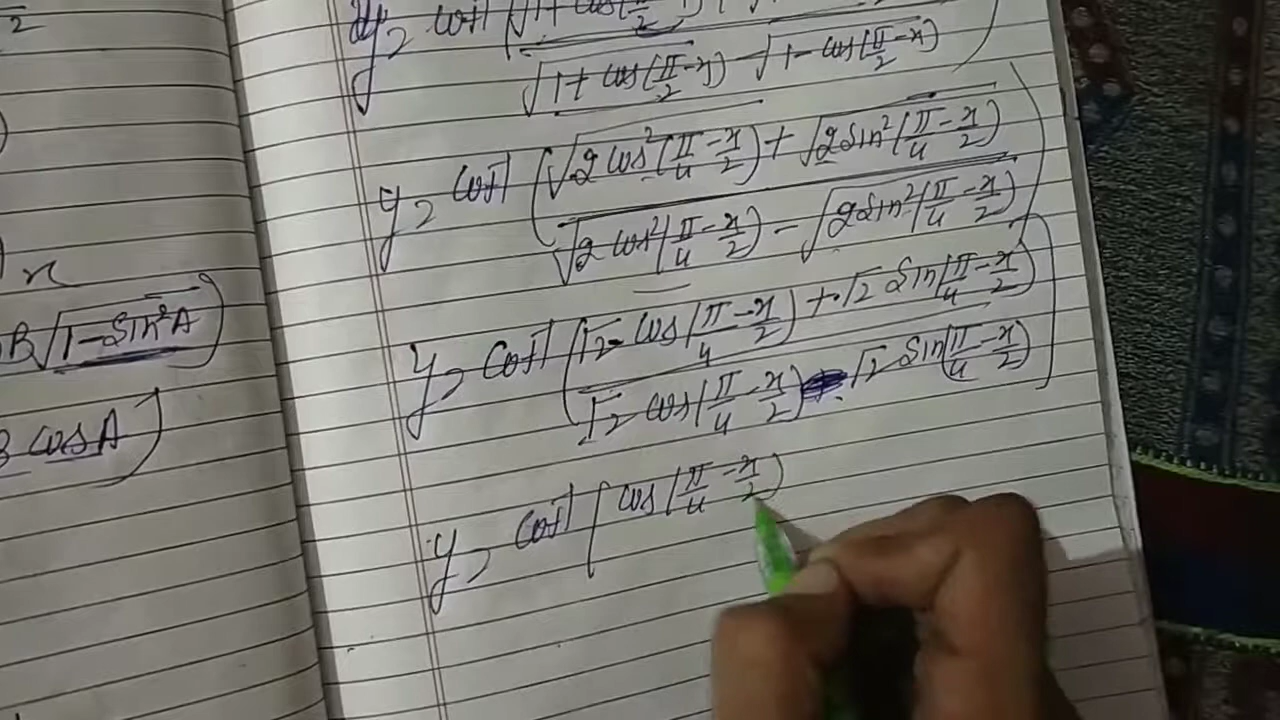 2
y = cot⁻¹ (√1+cos(π/2
√1+cos(π/2-x) - √1-cos(π/2-x) )
y = cot⁻¹ (√2cos²(π/4-x/2) + √2sin²(π/4-x/2)
√2cos²(π/4-x/2) - √2sin²(π/4-x/2) )
x
B√1-Sin²A )
y = cot⁻¹ (√2 cos(π/4-x/2) + √2 Sin(π/4-x/2)
√2 cos(π/4-x/2) - √2 Sin(π/4-x/2) )
B cosA )
y = cot⁻¹ ( cos(π/4-x/2)